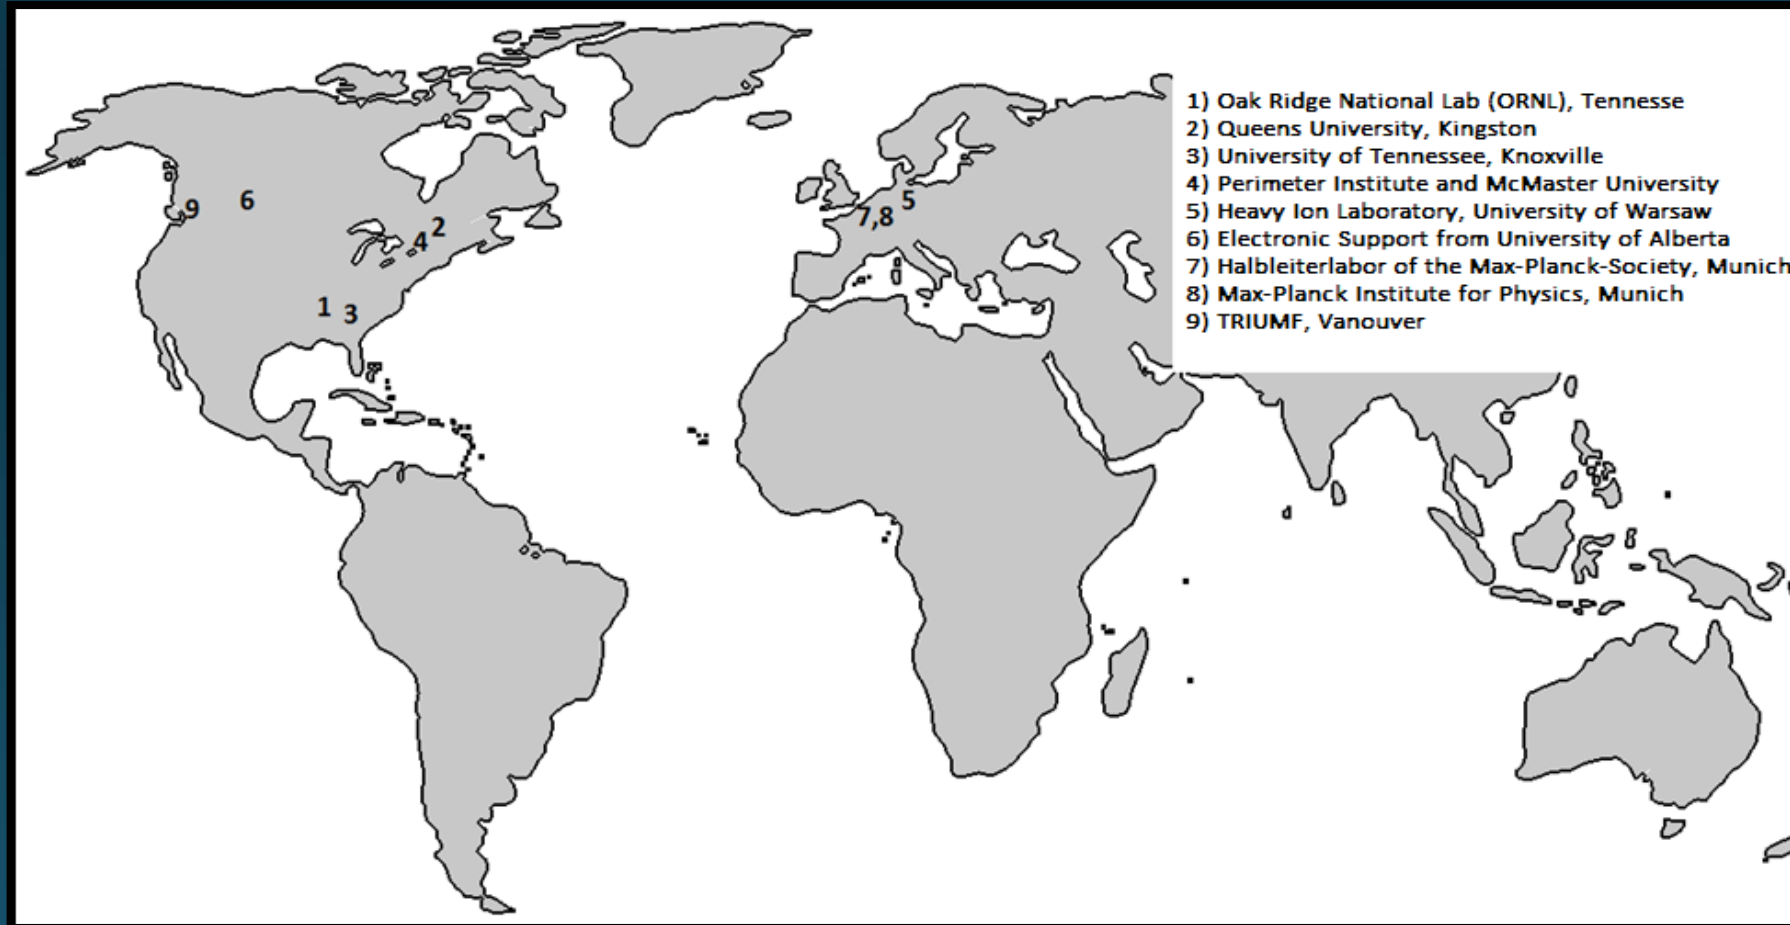 1) Oak Ridge National Lab (ORNL), Tennesse
2) Queens University, Kingston
3) University of Tennessee, Knoxville
4) Perimeter Institute and McMaster University
5) Heavy Ion Laboratory, University of Warsaw
6) Electronic Support from University of Alberta
7) Halbleiterlabor of the Max-Planck-Society, Munich
8) Max-Planck Institute for Physics, Munich
9) TRIUMF, Vanouver
9
6
5
7,8
2
4
1
3